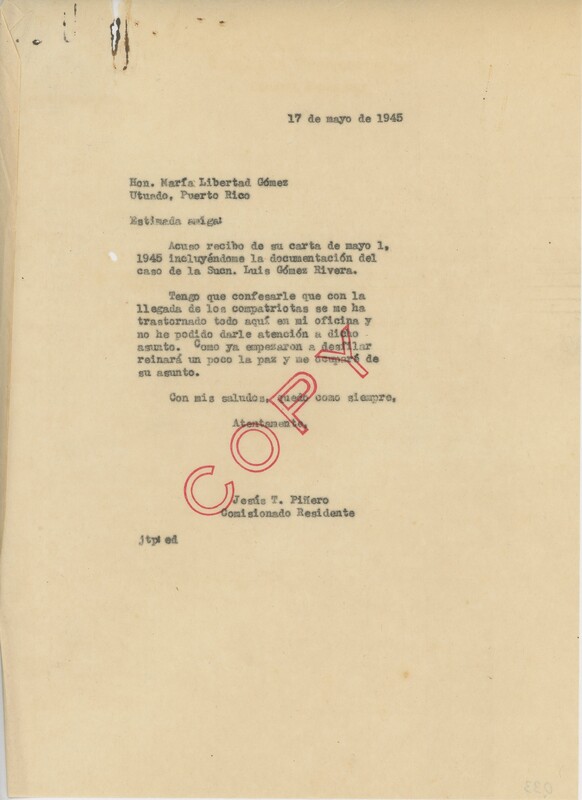 17 de mayo de 1945
Hon. María Libertad Gómez
Utuado, Puerto Rico
Estimada amiga:
Acuso recibo de su carta de mayo 1,
1945 incluyéndome la documentación del
caso de la Sucn. Luis Gómez Rivera.
Tengo que confesarle que con la
llegada de los compatriotas se me ha
trastornado todo aquí en mi oficina y
no he podido darle atención a dicho
asunto. Como ya empezaron a desfilar
reinará un poco la paz y me ocuparé de
su asunto.
Con mis saludos, quedo como siempre,
Atentamente,
COPY
Jesús T. Piñero
Comisionado Residente
jtp:ed
033